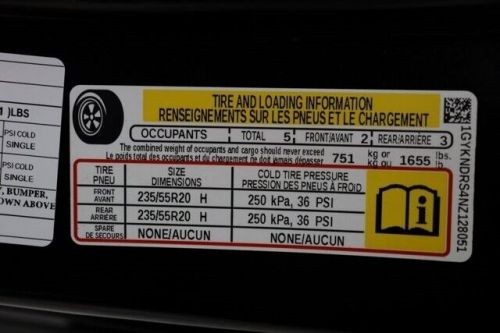 TIRE AND LOADING INFORMATION
RENSEIGNEMENTS SUR LES PNEUS ET LE CHARGEMENT
OCCUPANTS TOTAL 5 FRONT/AVANT 2 REAR/ARRIÈRE 3
The combined weight of occupants and cargo should never exceed
Le poids total des occupants et du chargement ne doit jamais dépasser
751 kg or 1655 lbs.
kg ou lb.
TIRE SIZE COLD TIRE PRESSURE
PNEU DIMENSIONS PRESSION DES PNEUS À FROID
FRONT
AVANT 235/55R20 H 250 kPa, 36 PSI
REAR
ARRIÈRE 235/55R20 H 250 kPa, 36 PSI
SPARE
DE SECOURS NONE/AUCUN NONE/AUCUN
1GYKNDRS4NZ128051
)LBS
PSI COLD
SINGLE
PSI COLD
SINGLE
BUMPER,
OWN ABOVE